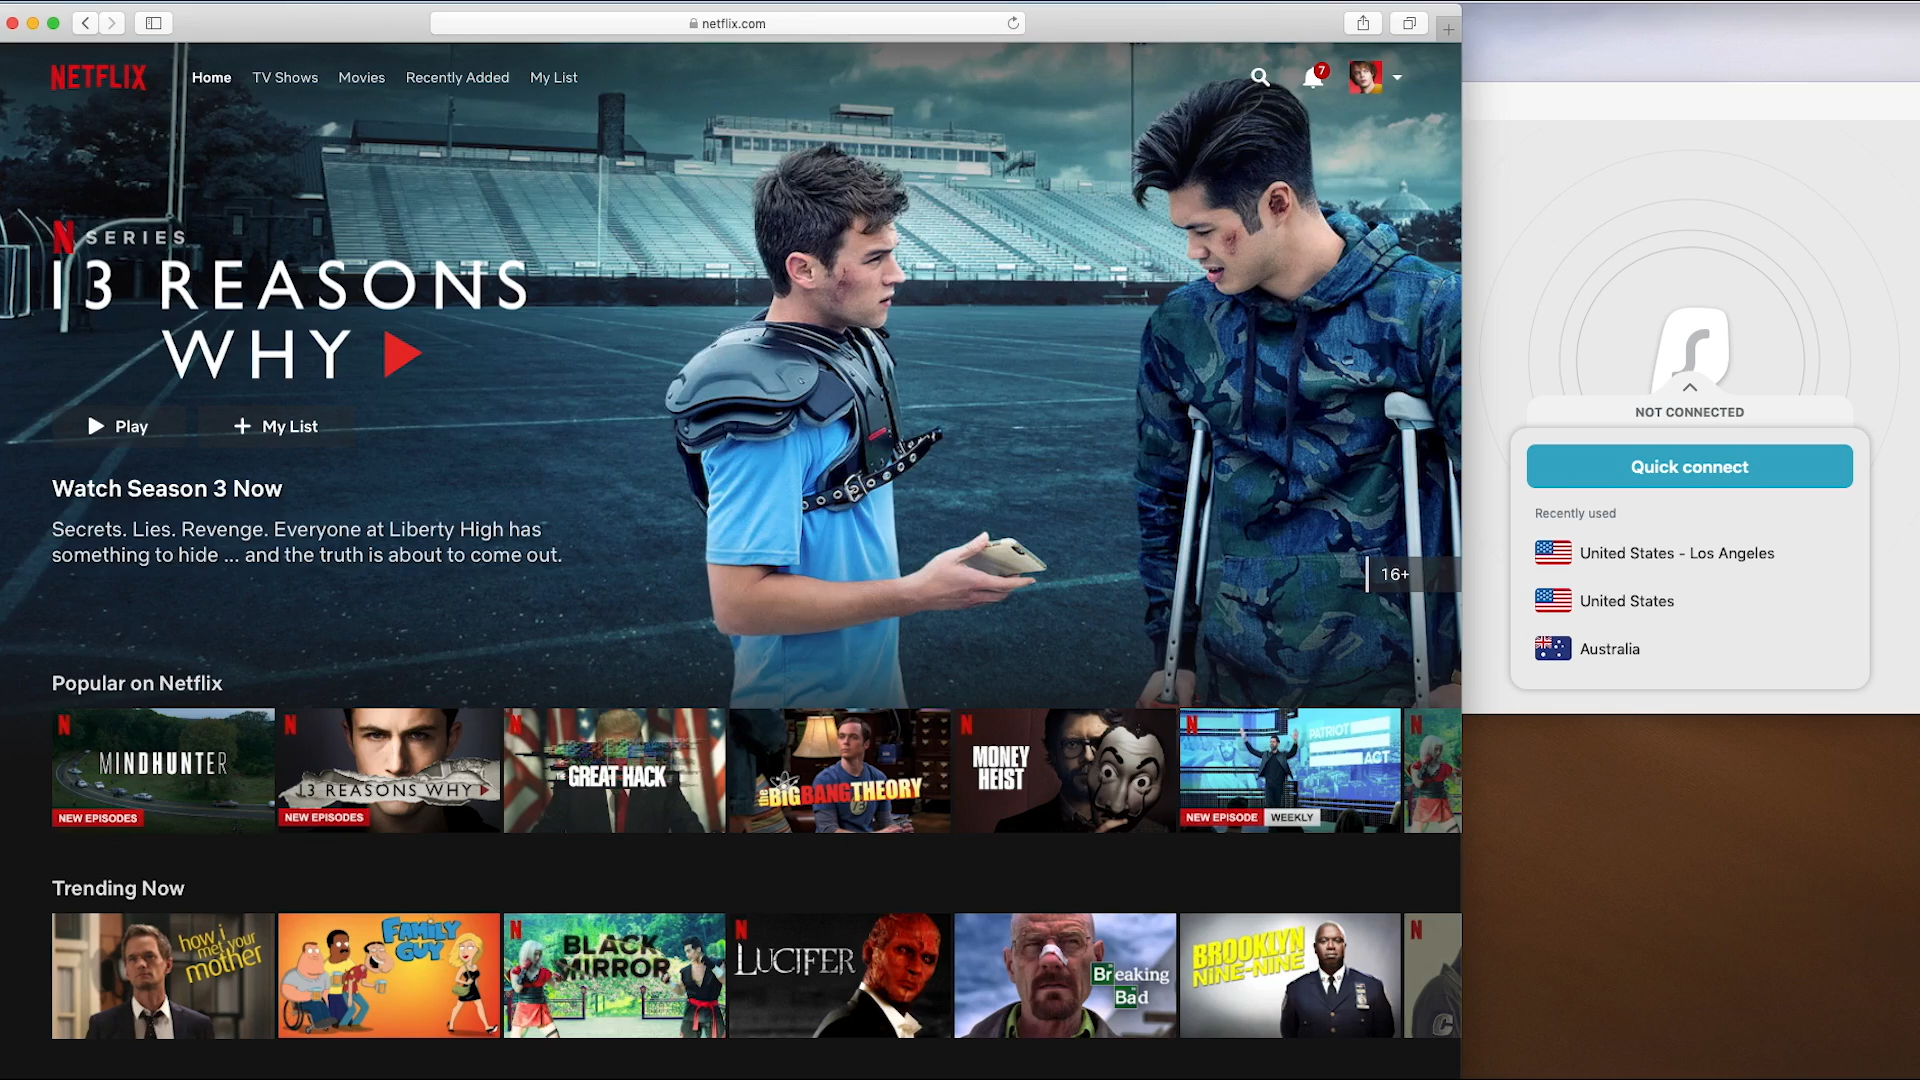 netflix.com
NETFLIX
Home
TV Shows
Movies
Recently Added
My List
7
N SERIES
13 REASONS
WHY
Play
My List
Watch Season 3 Now
Secrets. Lies. Revenge. Everyone at Liberty High has
something to hide ... and the truth is about to come out.
16+
Popular on Netflix
N
MINDHUNTER
NEW EPISODES
N
13 REASONS WHY
NEW EPISODES
N
THE GREAT HACK
the BIG BANG THEORY
N
MONEY
HEIST
N
PATRIOT
ACT
NEW EPISODE
WEEKLY
N
Trending Now
how i
met your
mother
FAMILY
GUY
N
BLACK
MIRROR
N
LUCIFER
Breaking
Bad
BROOKLYN
NINE-NINE
N
C
NOT CONNECTED
Quick connect
Recently used
United States - Los Angeles
United States
Australia